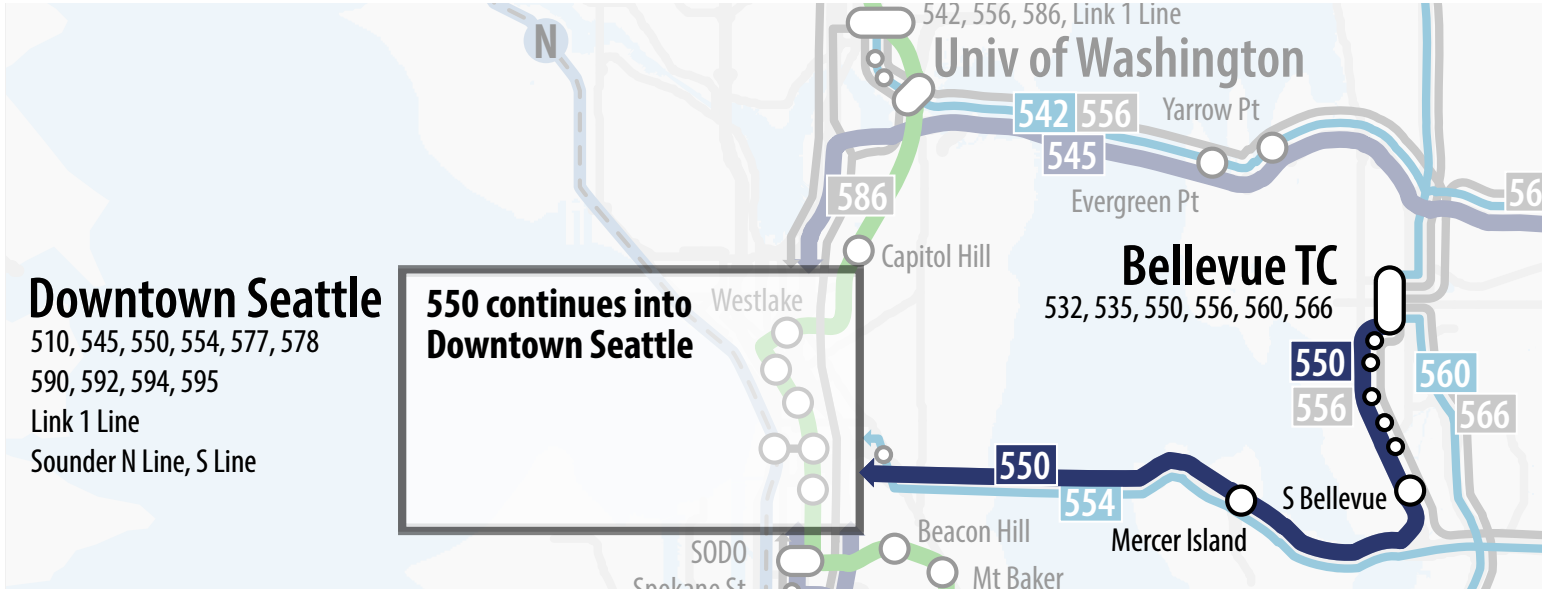 542, 556, 586, Link 1 Line
N
Univ of Washington
542
556
Yarrow Pt
545
586
56
Evergreen Pt
Capitol Hill
Bellevue TC
532, 535, 550, 556, 560, 566
Downtown Seattle
510, 545, 550, 554, 577, 578
590, 592, 594, 595
Link 1 Line
Sounder N Line, S Line
550 continues into
Downtown Seattle
Westlake
550
560
556
566
550
554
S Bellevue
Mercer Island
Beacon Hill
SODO
Mt Baker
Spokane St